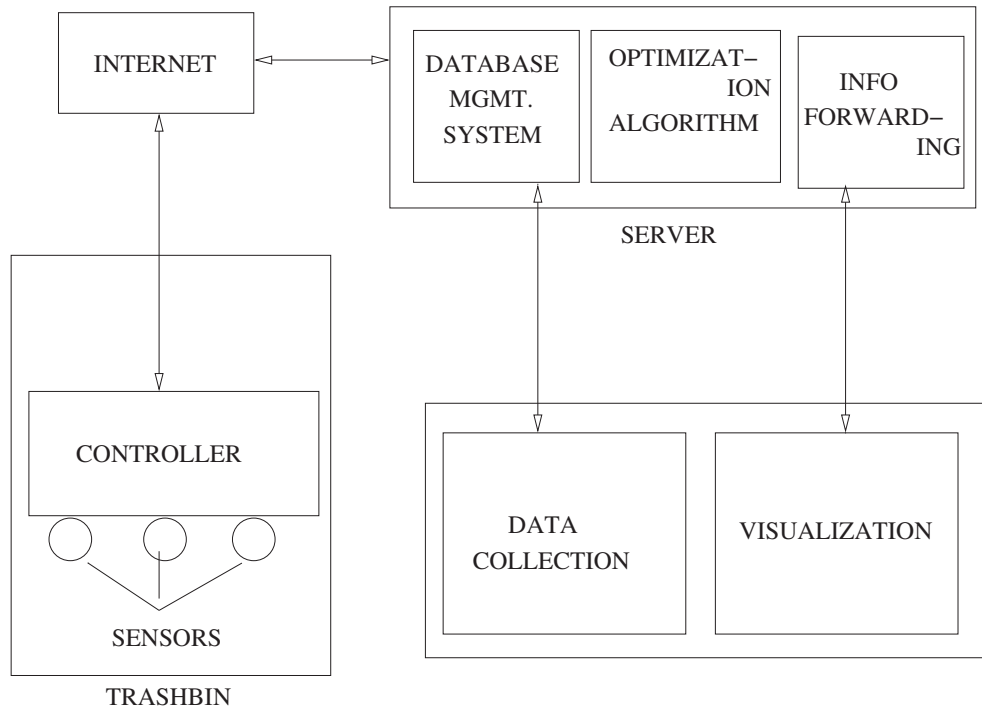 INTERNET
DATABASE
MGMT.
SYSTEM
OPTIMIZAT–
ION
ALGORITHM
INFO
FORWARD–
ING
SERVER
CONTROLLER
SENSORS
TRASHBIN
DATA
COLLECTION
VISUALIZATION